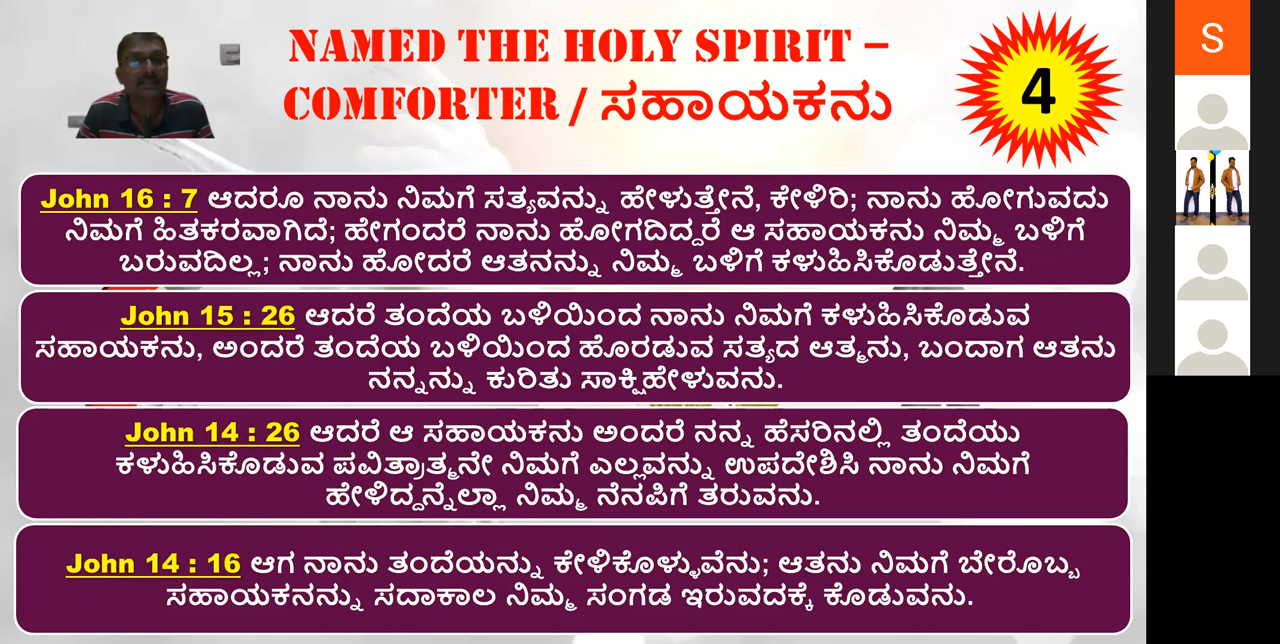 NAMED THE HOLY SPIRIT –
COMFORTER / ಸಹಾಯಕನು
4
S
John 16 : 7 ಆದರೂ ನಾನು ನಿಮಗೆ ಸತ್ಯವನ್ನು ಹೇಳುತ್ತೇನೆ, ಕೇಳಿರಿ; ನಾನು ಹೋಗುವದು
ನಿಮಗೆ ಹಿತಕರವಾಗಿದೆ; ಹೇಗಂದರೆ ನಾನು ಹೋಗದಿದ್ದರೆ ಆ ಸಹಾಯಕನು ನಿಮ್ಮ ಬಳಿಗೆ
ಬರುವದಿಲ್ಲ; ನಾನು ಹೋದರೆ ಆತನನ್ನು ನಿಮ್ಮ ಬಳಿಗೆ ಕಳುಹಿಸಿಕೊಡುತ್ತೇನೆ.
John 15 : 26 ಆದರೆ ತಂದೆಯ ಬಳಿಯಿಂದ ನಾನು ನಿಮಗೆ ಕಳುಹಿಸಿಕೊಡುವ
ಸಹಾಯಕನು, ಅಂದರೆ ತಂದೆಯ ಬಳಿಯಿಂದ ಹೊರಡುವ ಸತ್ಯದ ಆತ್ಮನು, ಬಂದಾಗ ಆತನು
ನನ್ನನ್ನು ಕುರಿತು ಸಾಕ್ಷಿಹೇಳುವನು.
John 14 : 26 ಆದರೆ ಆ ಸಹಾಯಕನು ಅಂದರೆ ನನ್ನ ಹೆಸರಿನಲ್ಲಿ ತಂದೆಯು
ಕಳುಹಿಸಿಕೊಡುವ ಪವಿತ್ರಾತ್ಮನೇ ನಿಮಗೆ ಎಲ್ಲವನ್ನು ಉಪದೇಶಿಸಿ ನಾನು ನಿಮಗೆ
ಹೇಳಿದ್ದನ್ನೆಲ್ಲಾ ನಿಮ್ಮ ನೆನಪಿಗೆ ತರುವನು.
John 14 : 16 ಆಗ ನಾನು ತಂದೆಯನ್ನು ಕೇಳಿಕೊಳ್ಳುವೆನು; ಆತನು ನಿಮಗೆ ಬೇರೊಬ್ಬ
ಸಹಾಯಕನನ್ನು ಸದಾಕಾಲ ನಿಮ್ಮ ಸಂಗಡ ಇರುವದಕ್ಕೆ ಕೊಡುವನು.